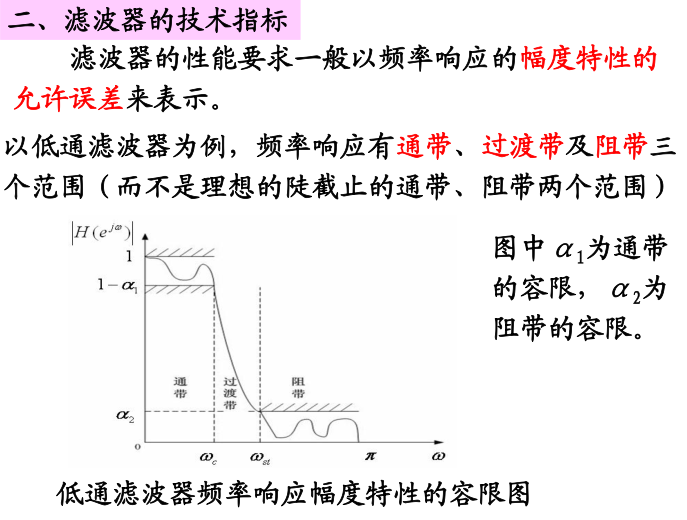 二、滤波器的技术指标
滤波器的性能要求一般以频率响应的幅度特性的
允许误差来表示。
以低通滤波器为例，频率响应有通带、过渡带及阻带三
个范围（而不是理想的陡截止的通带、阻带两个范围）
|H(e^{jω})|
1
1-α₁
α₂
0
通带
过渡带
阻带
ω_c
ω_st
π
ω
图中α₁为通带
的容限，α₂为
阻带的容限。
低通滤波器频率响应幅度特性的容限图